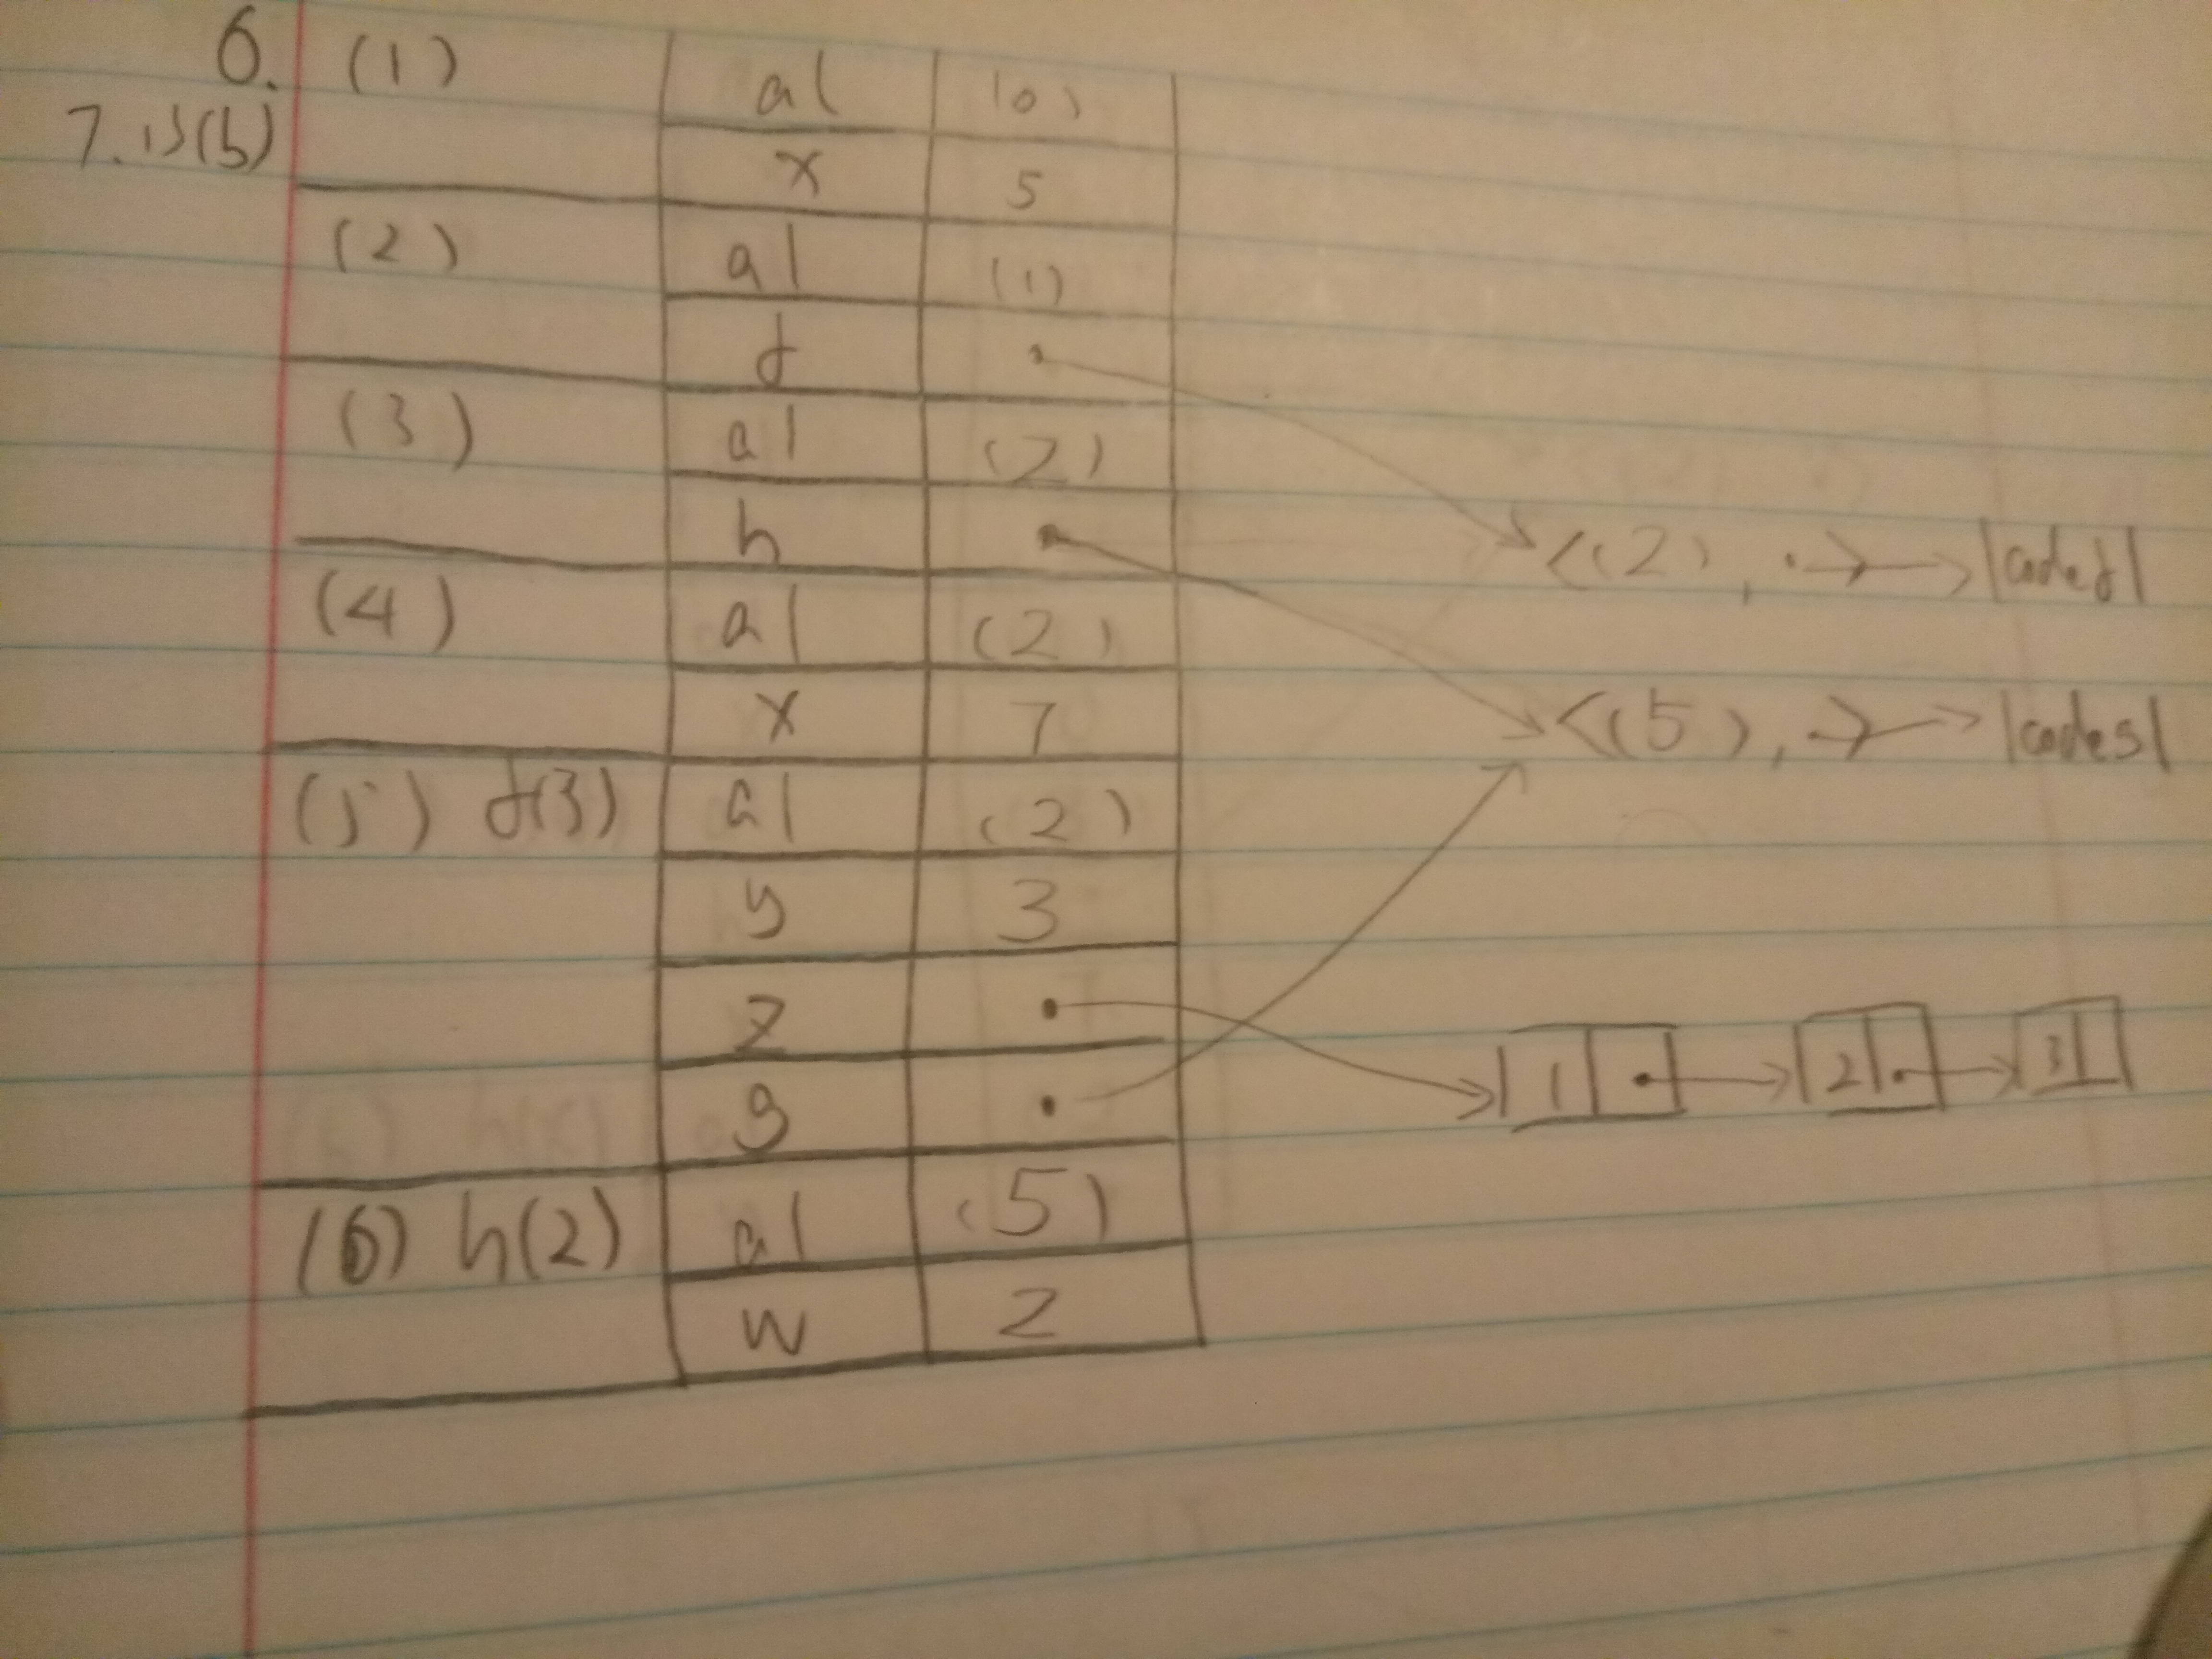 6. (1) al (0)
7.13(b) x 5
(2) al (1)
f •
(3) al (2)
h • <(2), •> |code f|
(4) al (2)
x 7 <(5), > |code g|
(5) f(3) al (2)
y 3
z • 1 • 2 • 3
g •
(6) h(2) al (5)
w 2